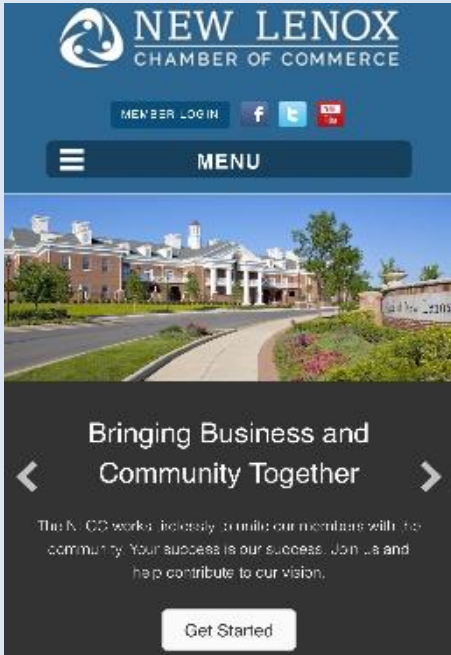 NEW LENOX
CHAMBER OF COMMERCE
MEMBER LOGIN
MENU
Bringing Business and
Community Together
The NLCC works tirelessly to unite our members with the
community. Your success is our success. Join us and
help contribute to our vision.
Get Started